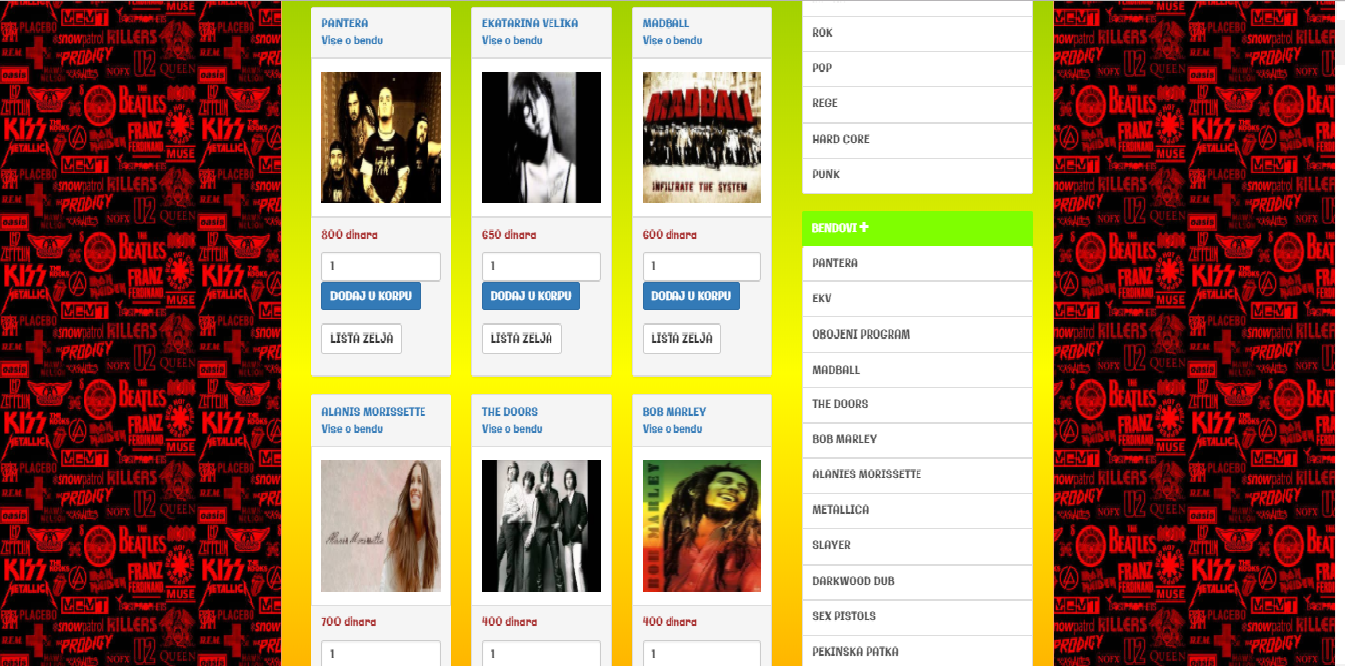 PANTERA
Vise o bendu
800 dinara
1
DODAJ U KORPU
LISTA ZELJA
EKATARINA VELIKA
Vise o bendu
650 dinara
1
DODAJ U KORPU
LISTA ZELJA
MADBALL
Vise o bendu
MADBALL
INFILTRATE THE SYSTEM
600 dinara
1
DODAJ U KORPU
LISTA ZELJA
ALANIS MORISSETTE
Vise o bendu
Alanis Morissette
700 dinara
1
THE DOORS
Vise o bendu
400 dinara
1
BOB MARLEY
Vise o bendu
BOB MARLEY
400 dinara
1
ROK
POP
REGE
HARD CORE
PUNK
BENDOVI +
PANTERA
EKV
OBOJENI PROGRAM
MADBALL
THE DOORS
BOB MARLEY
ALANIES MORISSETTE
METALLICA
SLAYER
DARKWOOD DUB
SEX PISTOLS
PEKINSKA PATKA
PLACEBO
R.E.M
snowpatrol
KILLERS
THE PRODIGY
oasis
NOFX
U2
QUEEN
LED ZEPPELIN
THE BEATLES
KISS
THE KOOKS
IRON MAIDEN
FRANZ FERDINAND
METALLICA
MGMT
MUSE